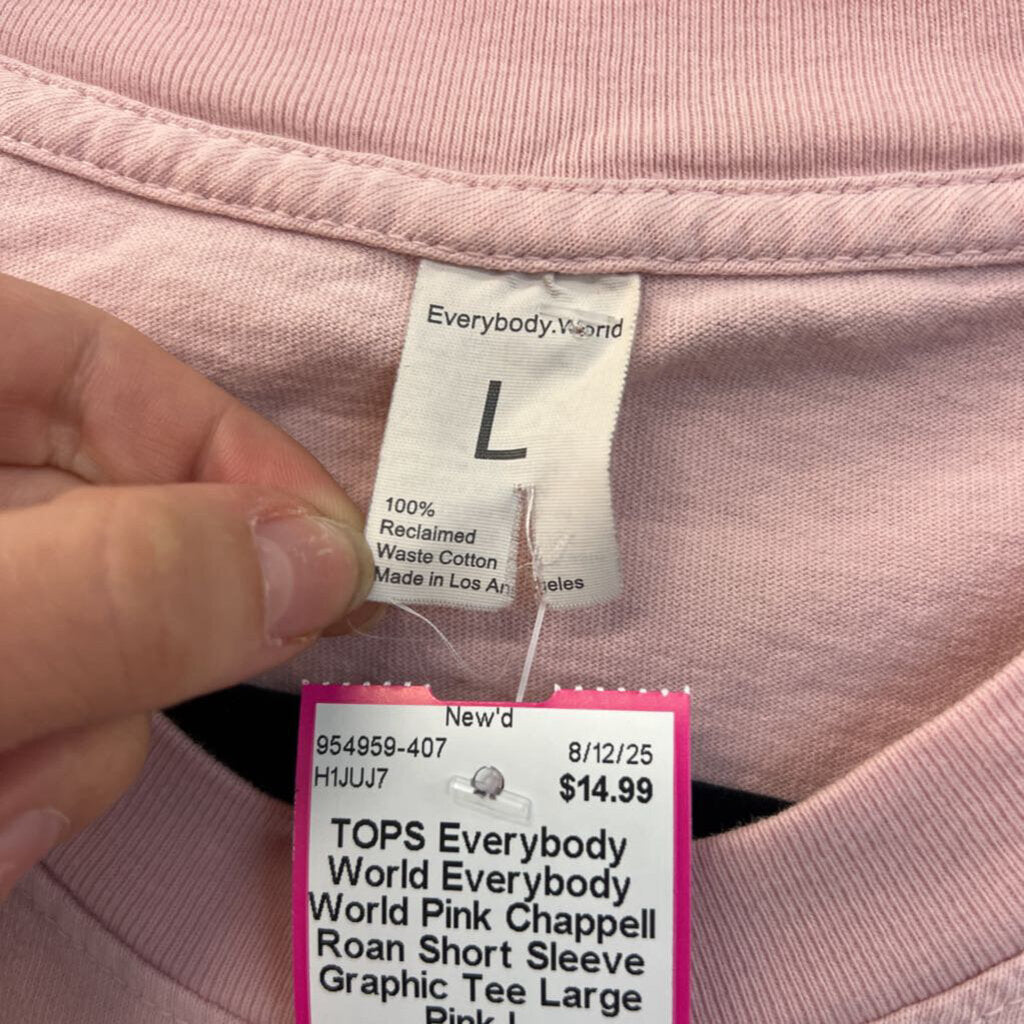 Everybody.World
L
100%
Reclaimed
Waste Cotton
Made in Los Angeles
New'd
954959-407
8/12/25
H1JUJ7
$14.99
TOPS Everybody
World Everybody
World Pink Chappell
Roan Short Sleeve
Graphic Tee Large
Pink L